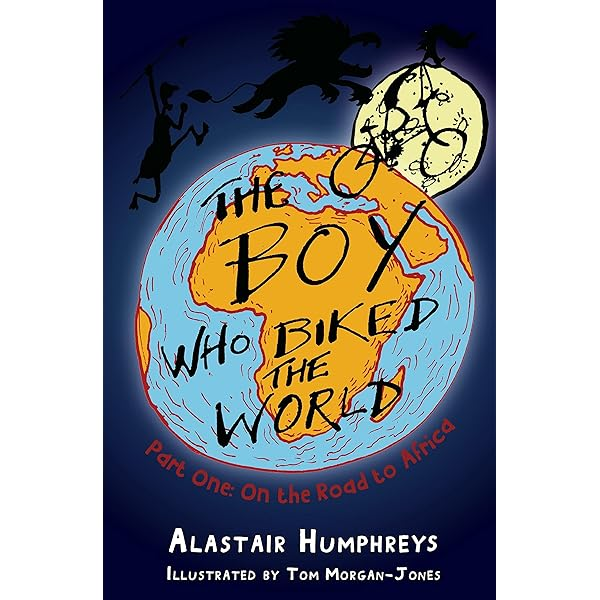 THE
BOY
WHO BIKED
THE
WORLD
Part One: On the Road to Africa
ALASTAIR HUMPHREYS
ILLUSTRATED BY TOM MORGAN-JONES